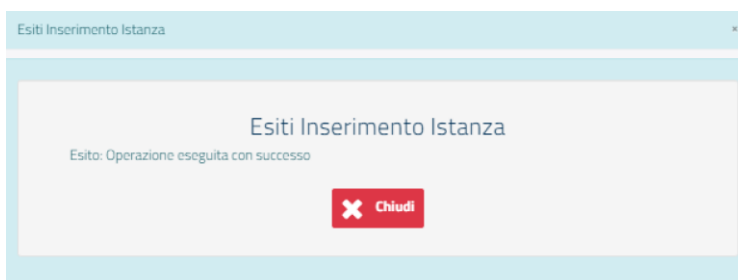 Esiti Inserimento Istanza
×
Esiti Inserimento Istanza
Esito: Operazione eseguita con successo
Chiudi